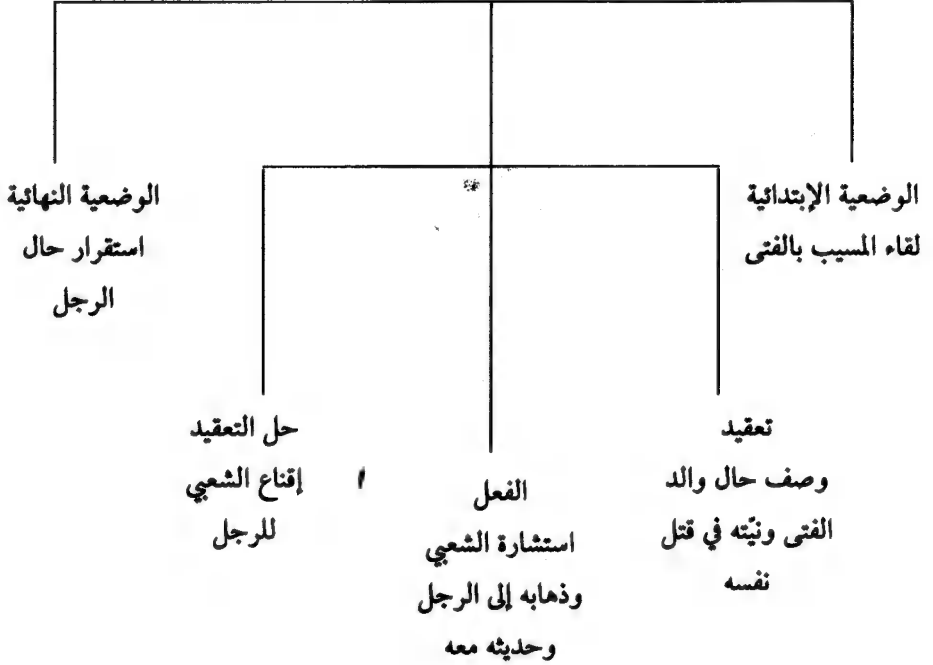 الوضعية الإبتدائية
لقاء المسيب بالفتى
الوضعية النهائية
استقرار حال
الرجل
تعقيد
وصف حال والد
الفتى ونيّته في قتل
نفسه
الفعل
استشارة الشعبي
وذهابه إلى الرجل
وحديثه معه
حل التعقيد
إقناع الشعبي
للرجل